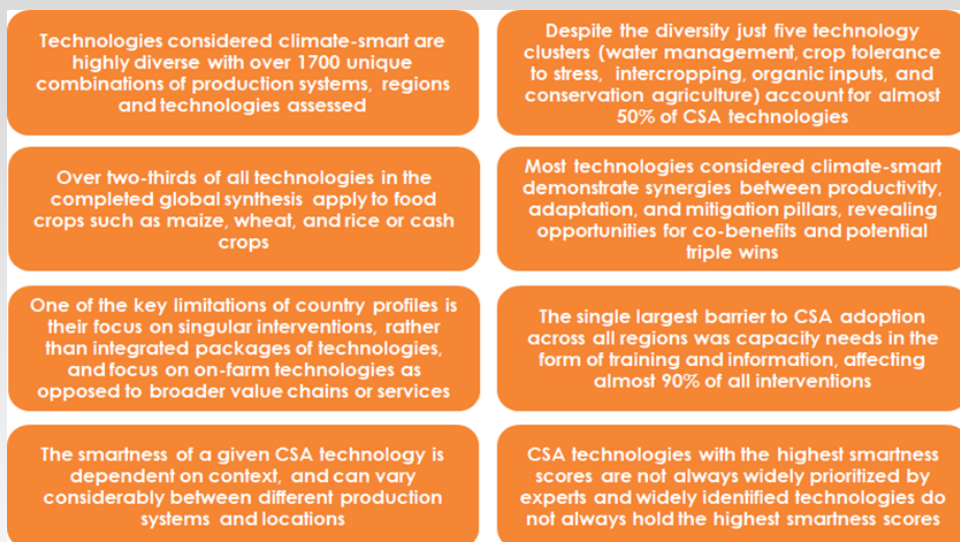 Technologies considered climate-smart are
highly diverse with over 1700 unique
combinations of production systems, regions
and technologies assessed
Despite the diversity just five technology
clusters (water management, crop tolerance
to stress, intercropping, organic inputs, and
conservation agriculture) account for almost
50% of CSA technologies
Over two-thirds of all technologies in the
completed global synthesis apply to food
crops such as maize, wheat, and rice or cash
crops
Most technologies considered climate-smart
demonstrate synergies between productivity,
adaptation, and mitigation pillars, revealing
opportunities for co-benefits and potential
triple wins
One of the key limitations of country profiles is
their focus on singular interventions, rather
than integrated packages of technologies,
and focus on on-farm technologies as
opposed to broader value chains or services
The single largest barrier to CSA adoption
across all regions was capacity needs in the
form of training and information, affecting
almost 90% of all interventions
The smartness of a given CSA technology is
dependent on context, and can vary
considerably between different production
systems and locations
CSA technologies with the highest smartness
scores are not always widely prioritized by
experts and widely identified technologies do
not always hold the highest smartness scores